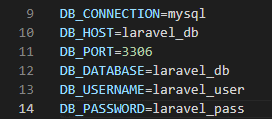 9 DB_CONNECTION=mysql
10 DB_HOST=laravel_db
11 DB_PORT=3306
12 DB_DATABASE=laravel_db
13 DB_USERNAME=laravel_user
14 DB_PASSWORD=laravel_pass